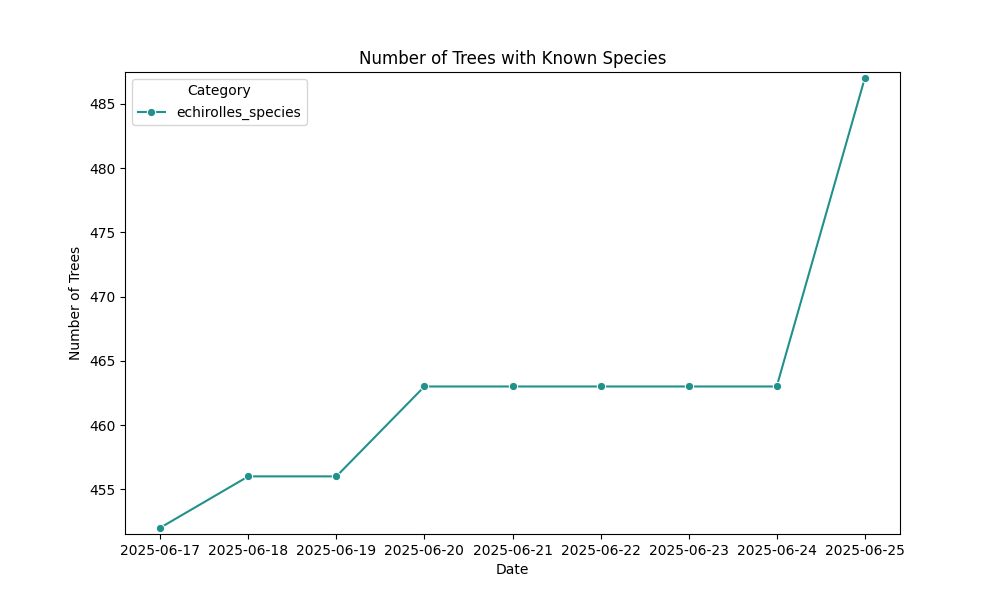 Number of Trees with Known Species
Category
echirolles_species
Number of Trees
485
480
475
470
465
460
455
2025-06-17 2025-06-18 2025-06-19 2025-06-20 2025-06-21 2025-06-22 2025-06-23 2025-06-24 2025-06-25
Date